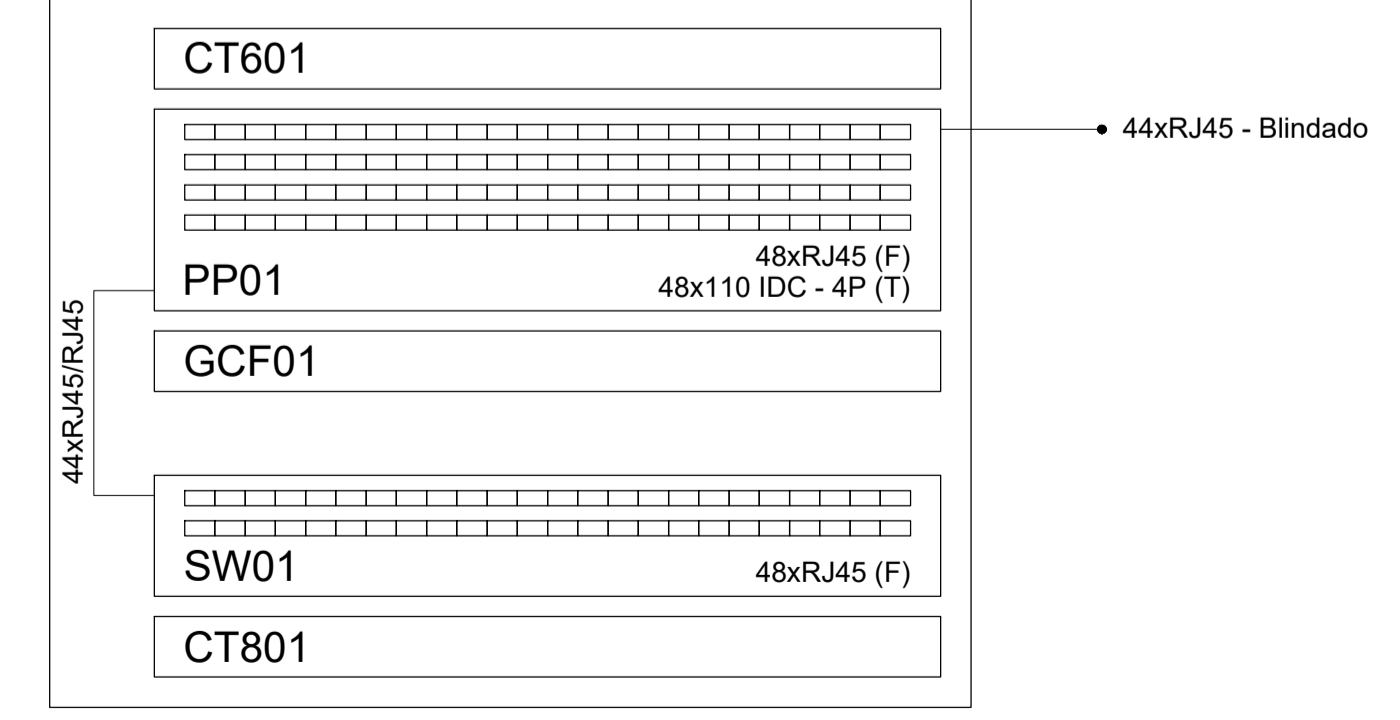 CT601
44xRJ45 - Blindado
48xRJ45 (F)
PP01
48x110 IDC - 4P (T)
44xRJ45/RJ45
GCF01
SW01
48xRJ45 (F)
CT801